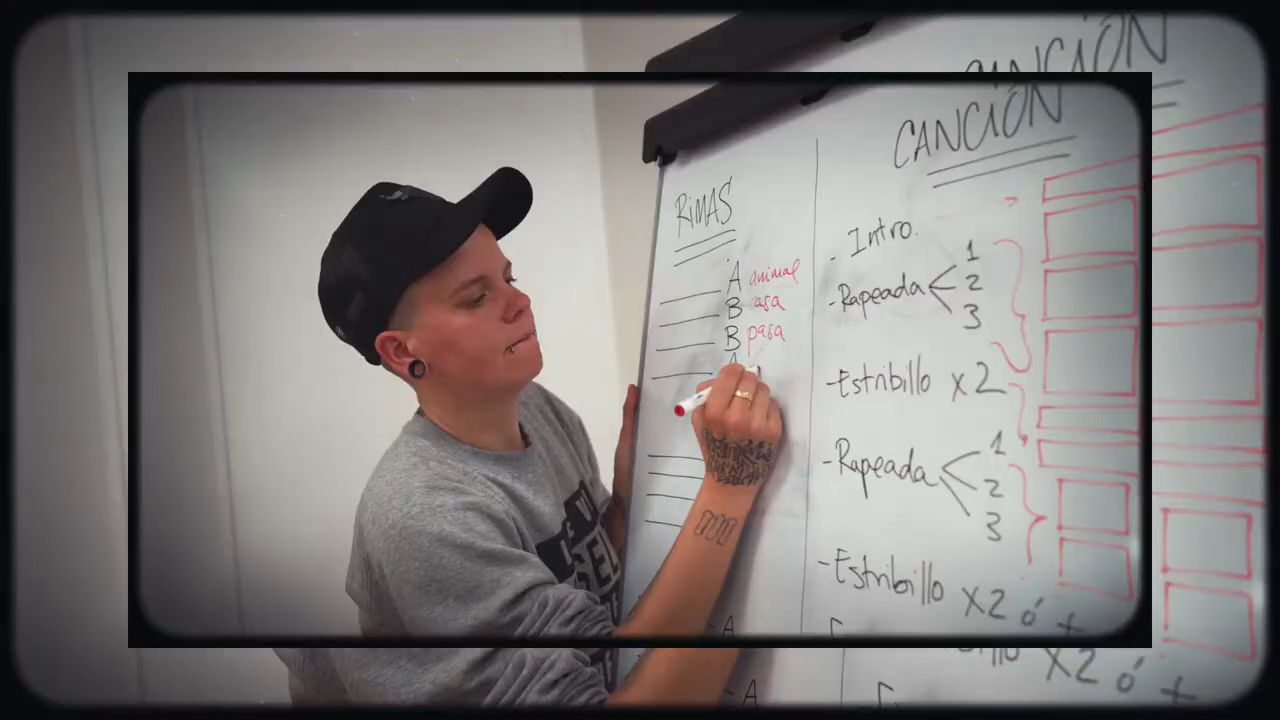 RIMAS
A animal
B asa
B pasa
A
A
CANCIÓN
- Intro.
- Rapeada < 1
2
3
- Estribillo x2
- Rapeada < 1
2
3
- Estribillo x2 ó +